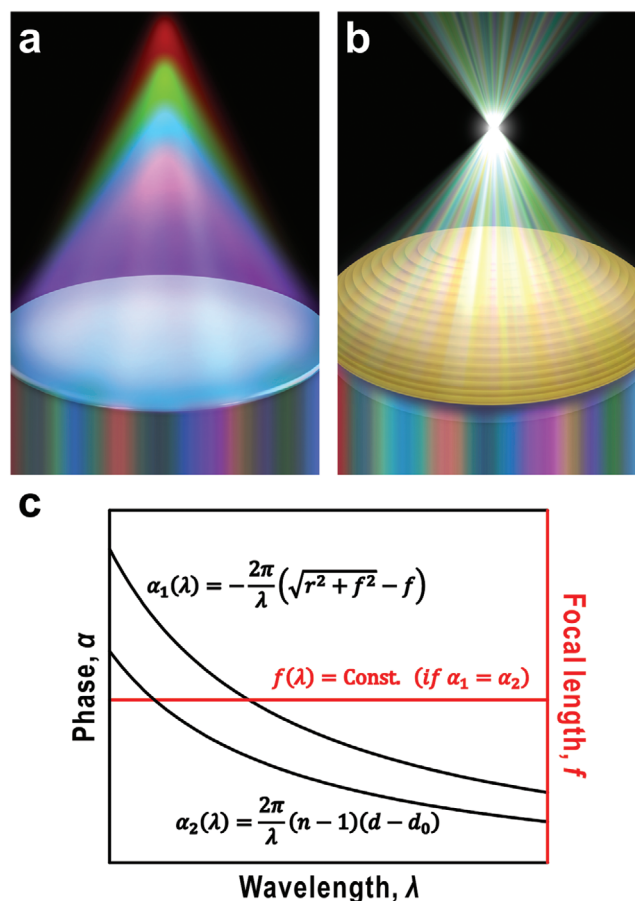 a
b
c
α₁(λ) = −2π/λ (√(r² + f²) − f)
f(λ) = Const. (if α₁ = α₂)
α₂(λ) = 2π/λ (n − 1)(d − d₀)
Phase, α
Focal length, f
Wavelength, λ